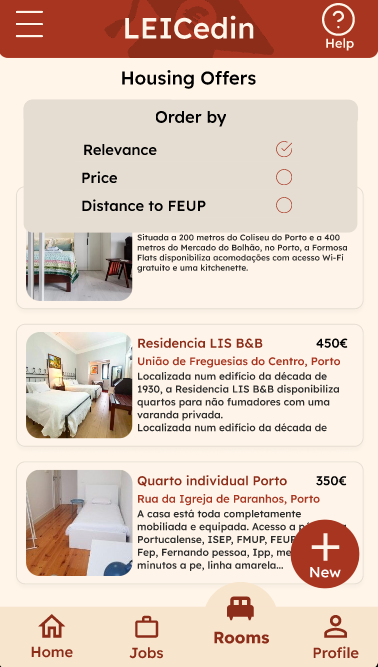 LEICedin
Help
Housing Offers
Order by
Relevance
Price
Distance to FEUP
Situada a 200 metros do Coliseu do Porto e a 400
metros do Mercado do Bolhão, no Porto, a Formosa
Flats disponibiliza acomodações com acesso Wi-Fi
gratuito e uma kitchenette.
Residencia LIS B&B 450€
União de Freguesias do Centro, Porto
Localizada num edifício da década de
1930, a Residencia LIS B&B disponibiliza
quartos para não fumadores com uma
varanda privada.
Localizada num edifício da década de
Quarto individual Porto 350€
Rua da Igreja de Paranhos, Porto
A casa está toda completamente
mobiliada e equipada. Acesso a
Portucalense, ISEP, FMUP, FEUP
Fep, Fernando pessoa, Ipp,
minutos a pe, linha amarela...
New
Home
Jobs
Rooms
Profile